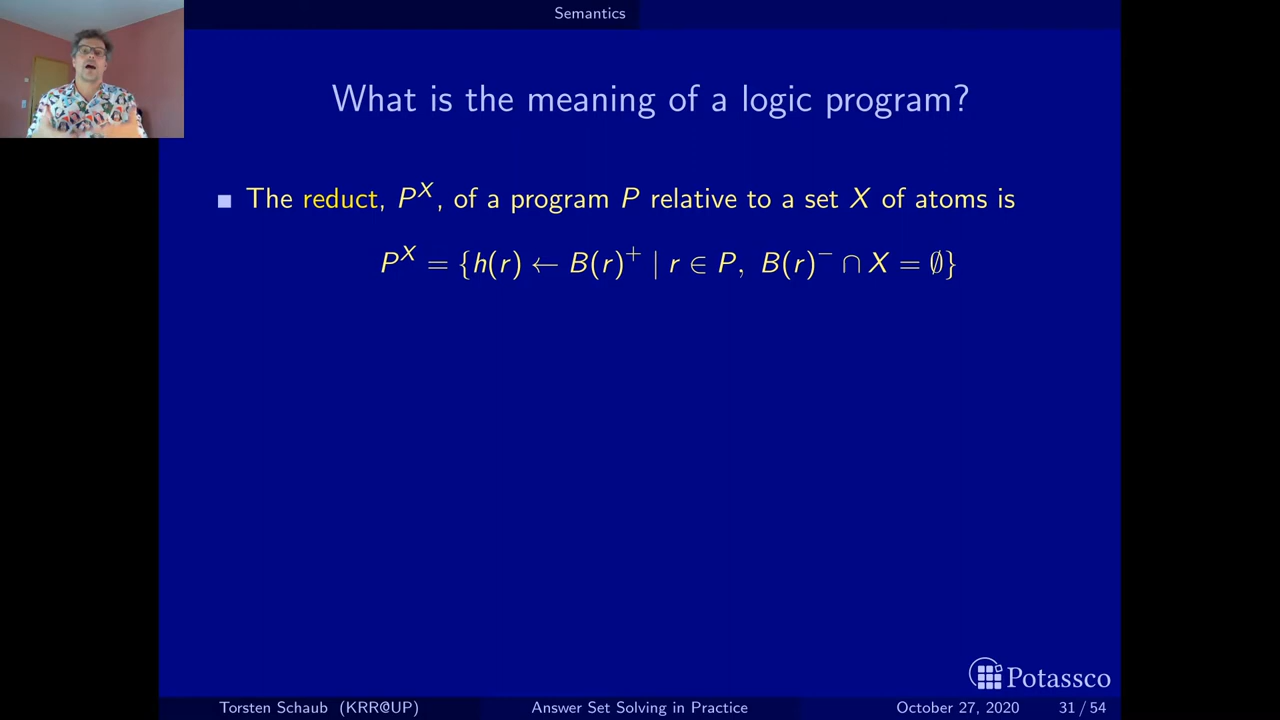 Semantics
What is the meaning of a logic program?
■ The reduct, P^X, of a program P relative to a set X of atoms is
P^X = {h(r) ← B(r)^+ | r ∈ P, B(r)^− ∩ X = ∅}
Potassco
Torsten Schaub (KRR@UP) Answer Set Solving in Practice October 27, 2020 31 / 54